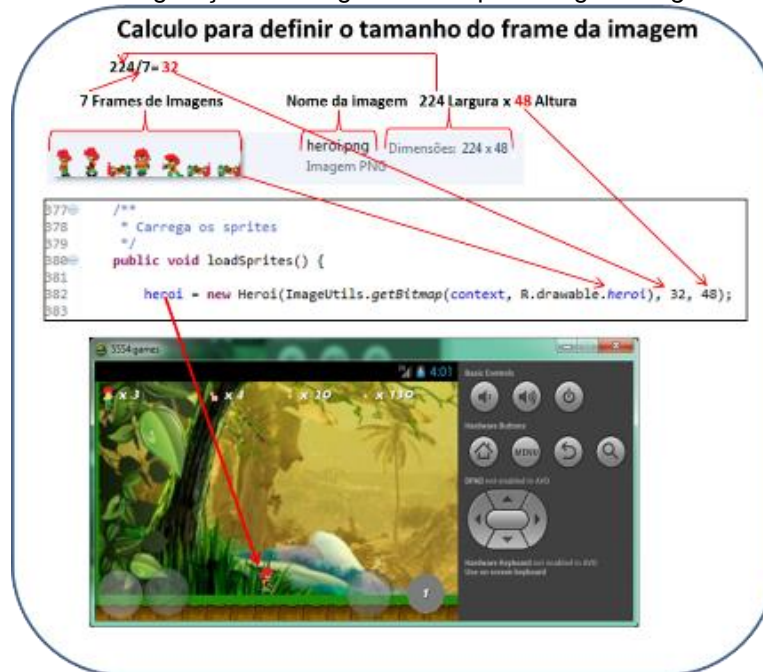 Calculo para definir o tamanho do frame da imagem
224/7= 32
7 Frames de Imagens Nome da imagem 224 Largura x 48 Altura
heroi.png Dimensões: 224 x 48
Imagem PNG
377 /**
378 * Carrega os sprites
379 */
380 public void loadSprites() {
381
382 heroi = new Heroi(ImageUtils.getBitmap(context, R.drawable.heroi), 32, 48);
383
5554:games
4:01
x 3 x 4 x 20 x 130
Basic Controls
Hardware Buttons
MENU
DPAD not enabled in AVD
Hardware Keyboard not enabled in AVD
Use on screen keyboard
f